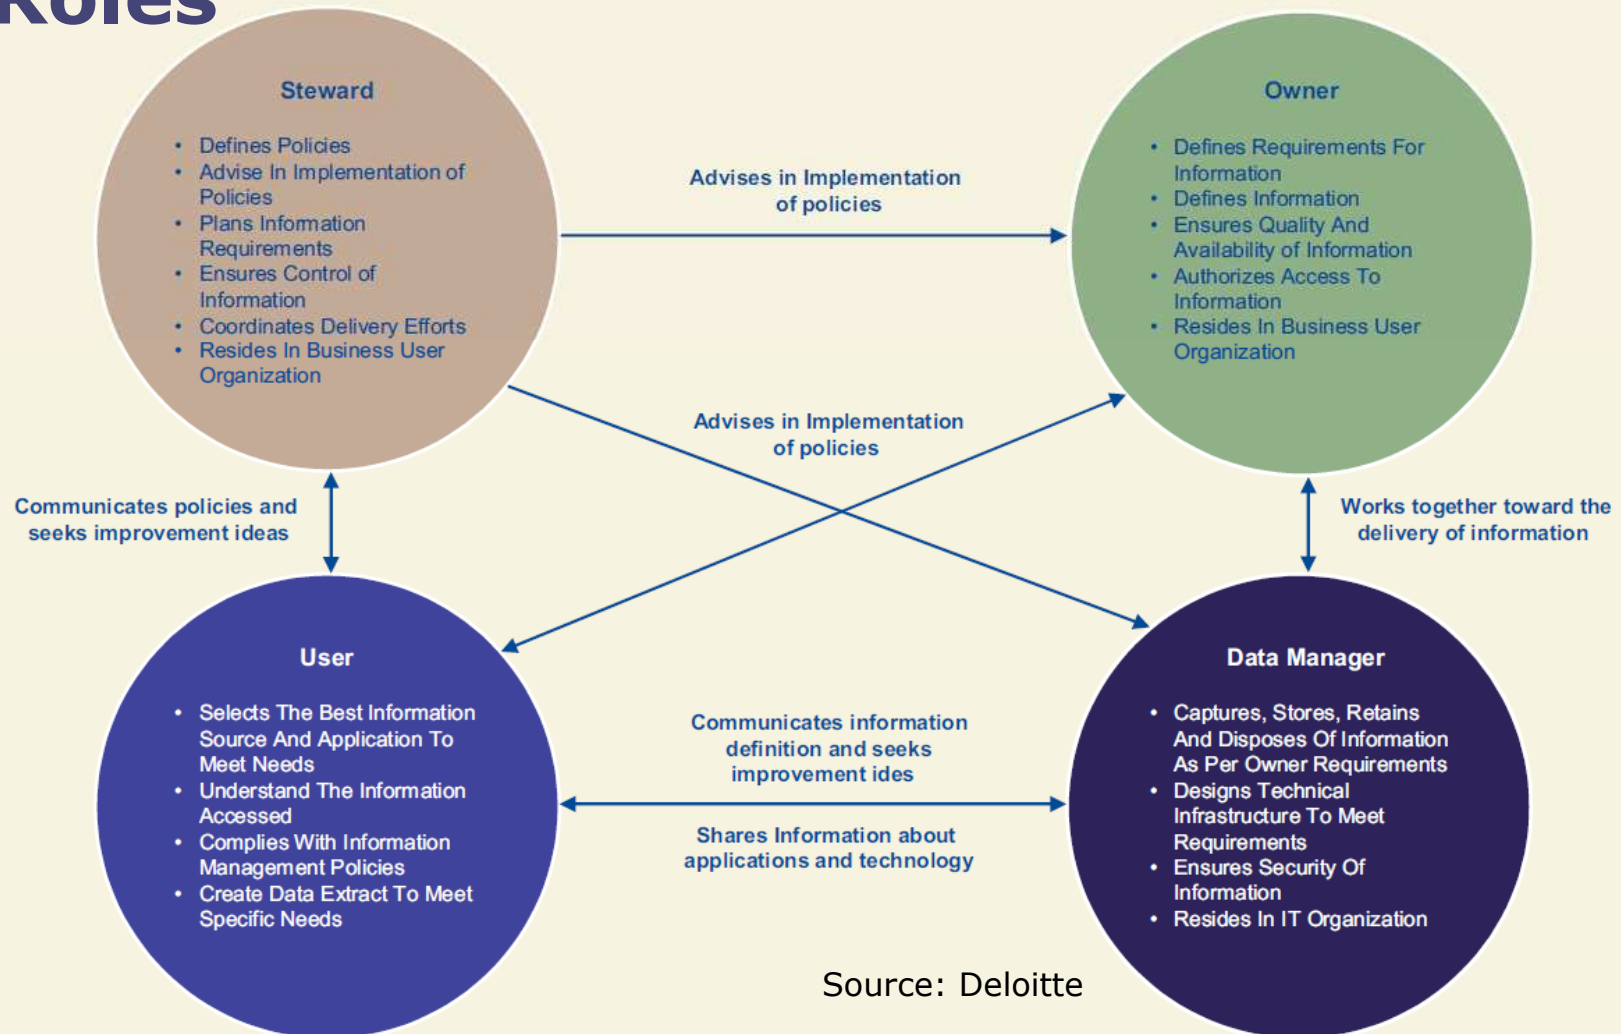 Roles
Steward
• Defines Policies
• Advise In Implementation of
Policies
• Plans Information
Requirements
• Ensures Control of
Information
• Coordinates Delivery Efforts
• Resides In Business User
Organization
Advises in Implementation
of policies
Owner
• Defines Requirements For
Information
• Defines Information
• Ensures Quality And
Availability of Information
• Authorizes Access To
Information
• Resides In Business User
Organization
Advises in Implementation
of policies
Communicates policies and
seeks improvement ideas
Works together toward the
delivery of information
User
• Selects The Best Information
Source And Application To
Meet Needs
• Understand The Information
Accessed
• Complies With Information
Management Policies
• Create Data Extract To Meet
Specific Needs
Communicates information
definition and seeks
improvement ides
Shares Information about
applications and technology
Data Manager
• Captures, Stores, Retains
And Disposes Of Information
As Per Owner Requirements
• Designs Technical
Infrastructure To Meet
Requirements
• Ensures Security Of
Information
• Resides In IT Organization
Source: Deloitte